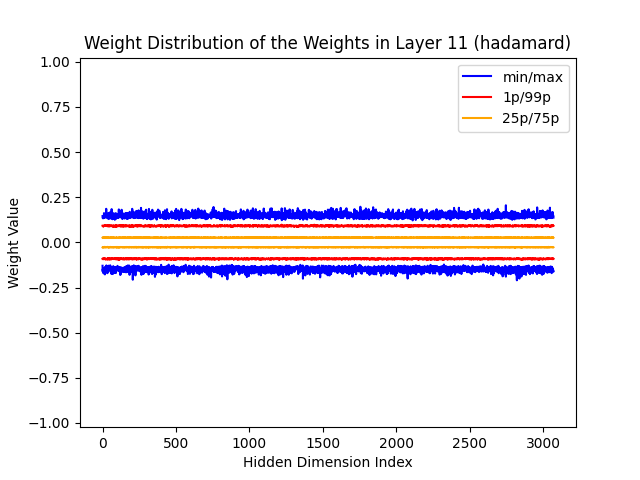 Weight Distribution of the Weights in Layer 11 (hadamard)
min/max
1p/99p
25p/75p
1.00
0.75
0.50
0.25
0.00
−0.25
−0.50
−0.75
−1.00
Weight Value
0 500 1000 1500 2000 2500 3000
Hidden Dimension Index